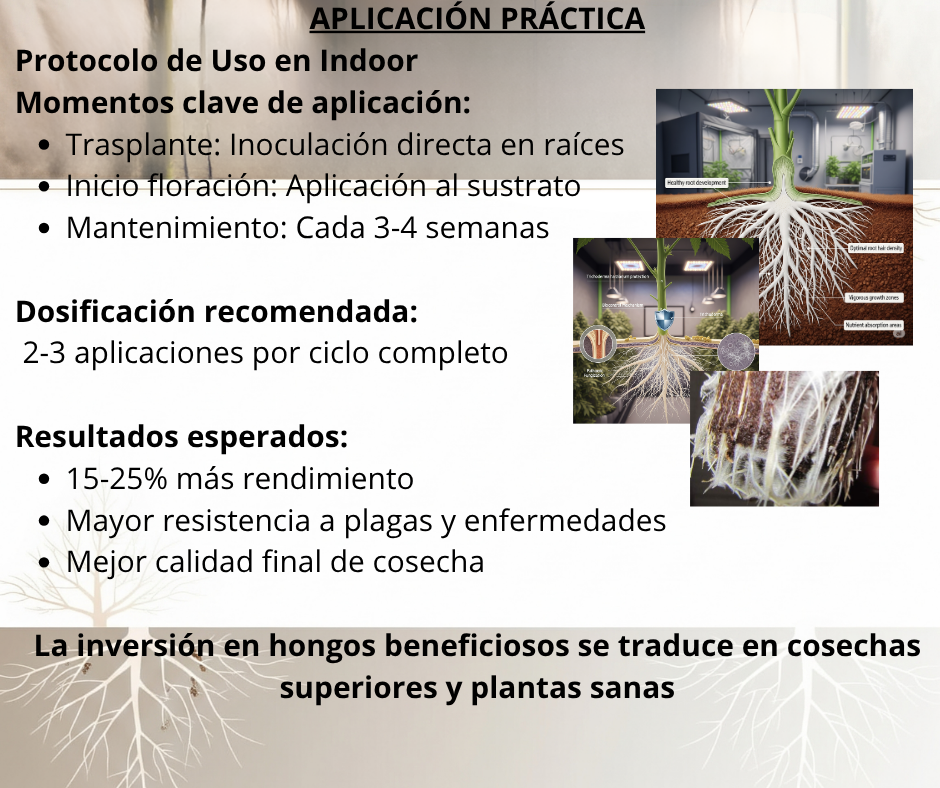 APLICACIÓN PRÁCTICA
Protocolo de Uso en Indoor
Momentos clave de aplicación:
• Trasplante: Inoculación directa en raíces
• Inicio floración: Aplicación al sustrato
• Mantenimiento: Cada 3-4 semanas
Healthy root development
Optimal root hair density
Vigorous growth zones
Nutrient absorption areas
Dosificación recomendada:
2-3 aplicaciones por ciclo completo
Resultados esperados:
• 15-25% más rendimiento
• Mayor resistencia a plagas y enfermedades
• Mejor calidad final de cosecha
La inversión en hongos beneficiosos se traduce en cosechas
superiores y plantas sanas